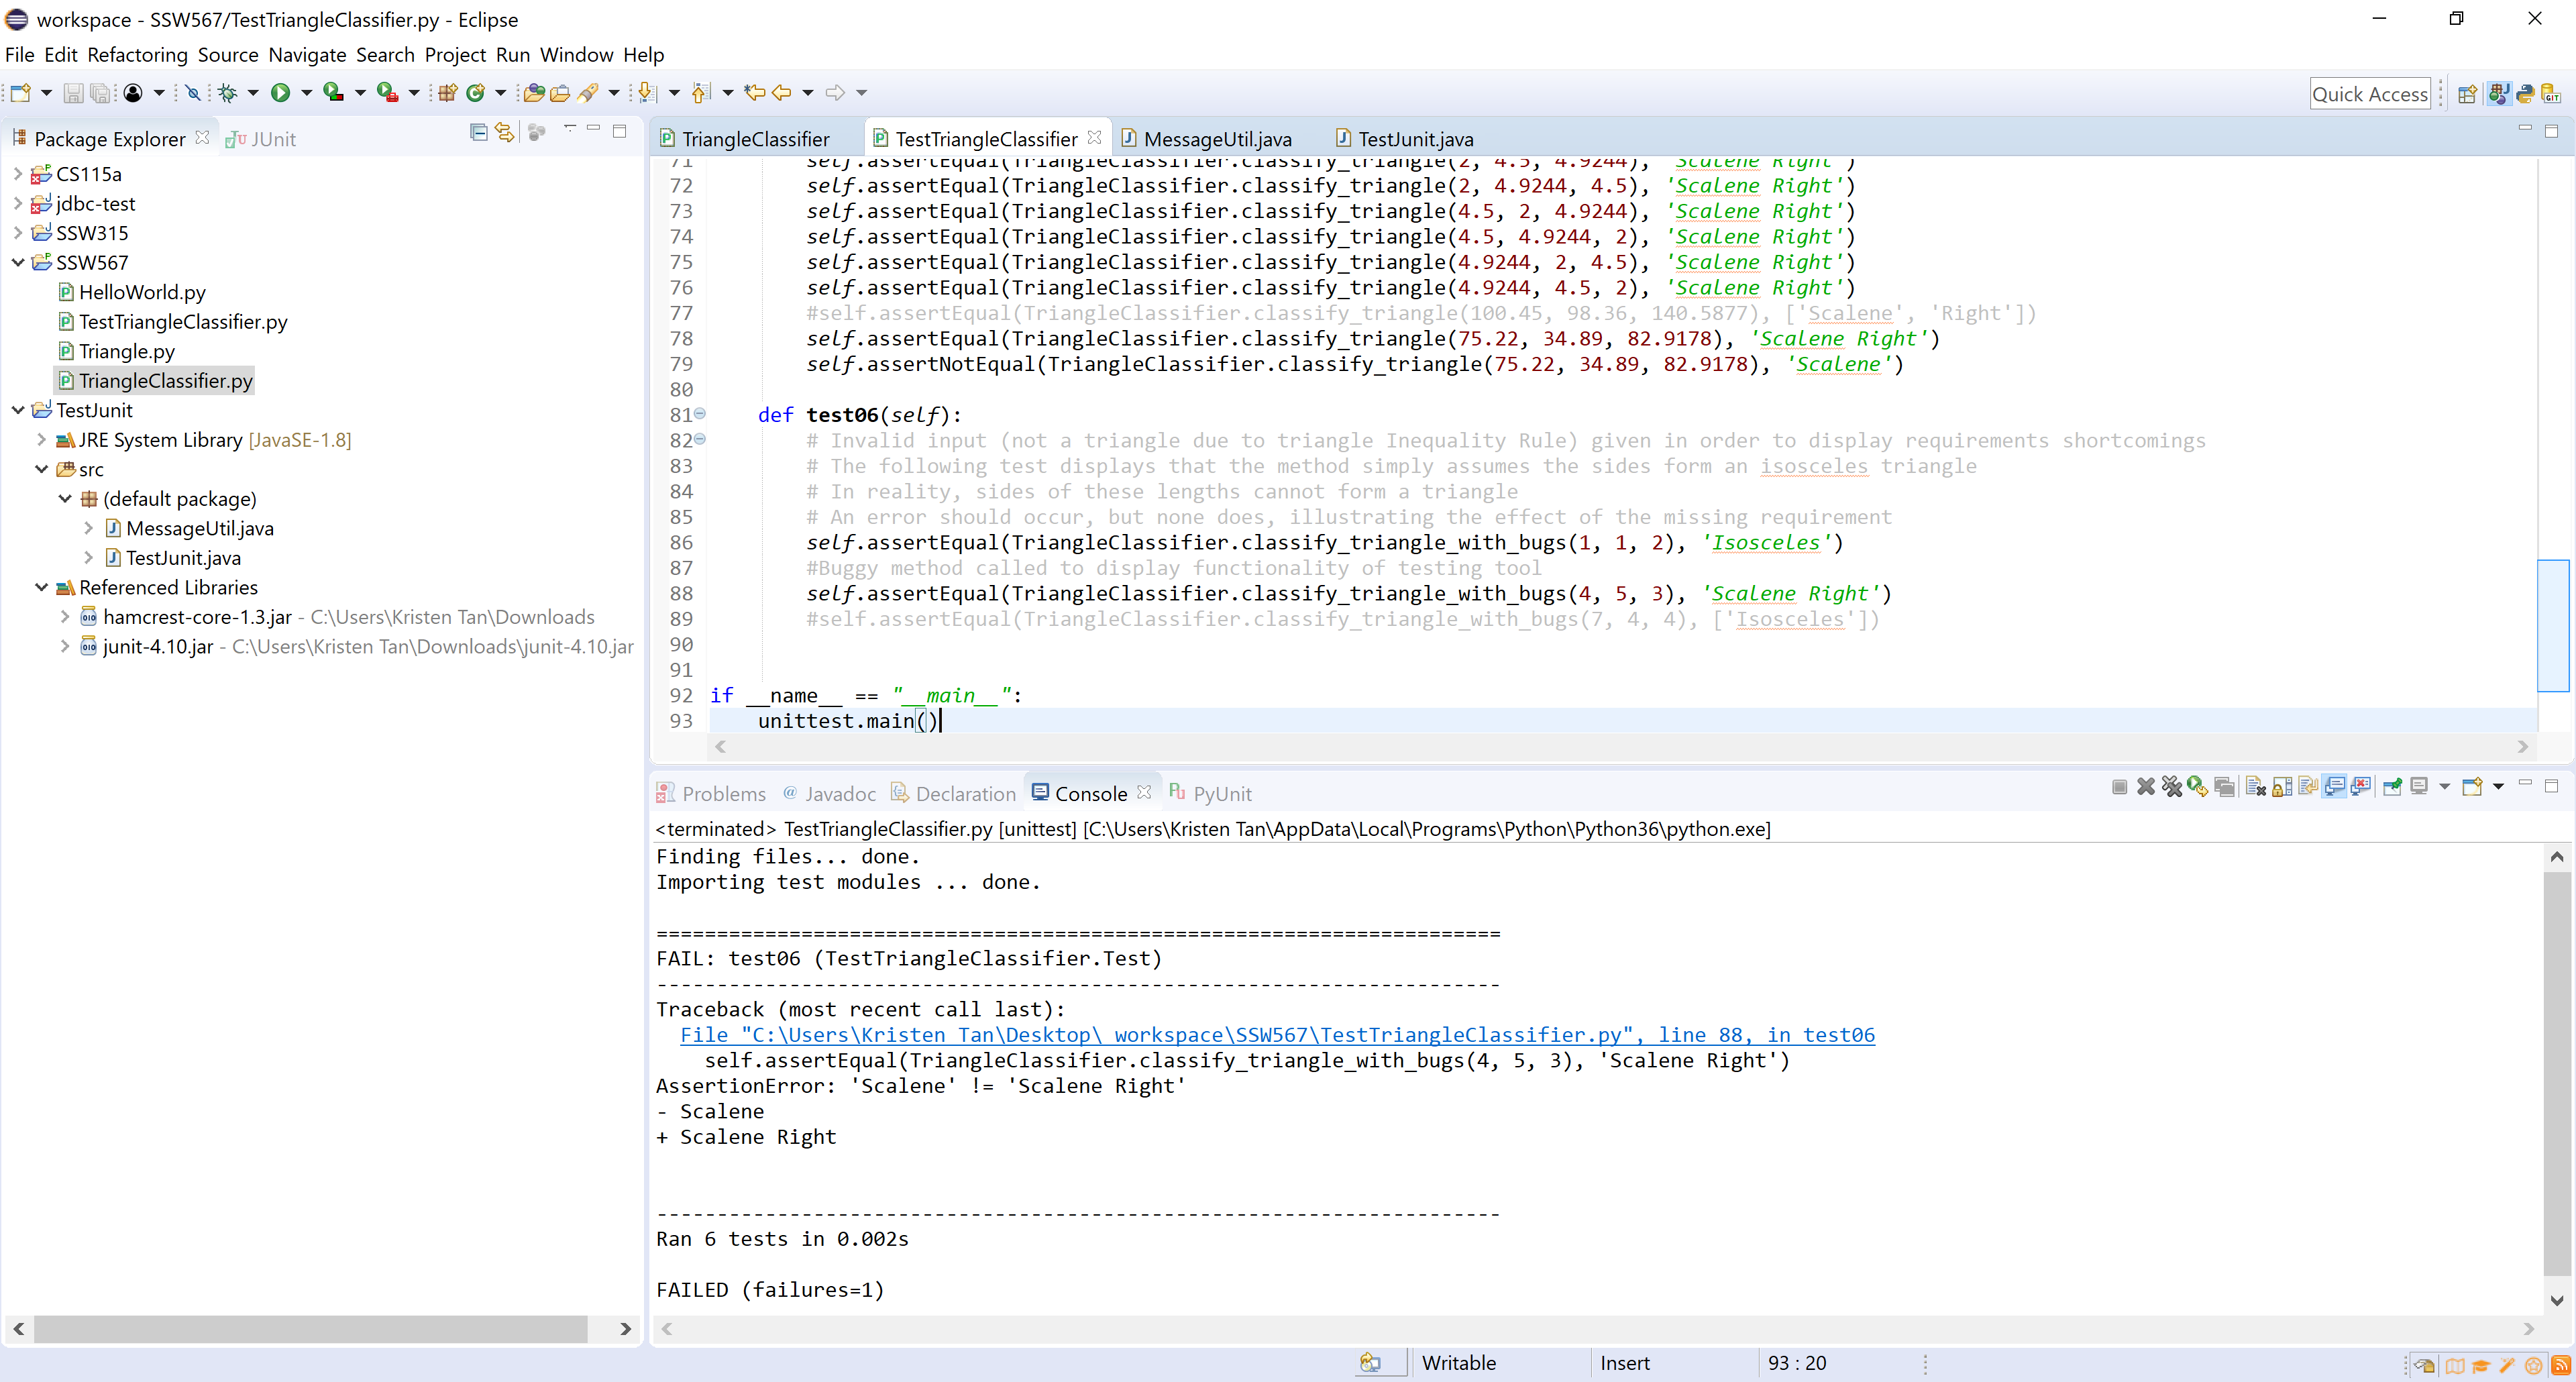 workspace - SSW567/TestTriangleClassifier.py - Eclipse
File Edit Refactoring Source Navigate Search Project Run Window Help
Quick Access
Package Explorer
JUnit
CS115a
jdbc-test
SSW315
SSW567
HelloWorld.py
TestTriangleClassifier.py
Triangle.py
TriangleClassifier.py
TestJunit
JRE System Library [JavaSE-1.8]
src
(default package)
MessageUtil.java
TestJunit.java
Referenced Libraries
hamcrest-core-1.3.jar - C:\Users\Kristen Tan\Downloads
junit-4.10.jar - C:\Users\Kristen Tan\Downloads\junit-4.10.jar
TriangleClassifier
TestTriangleClassifier
MessageUtil.java
TestJunit.java
71 self.assertEqual(TriangleClassifier.classify_triangle(2, 4.5, 4.9244), 'Scalene Right')
72 self.assertEqual(TriangleClassifier.classify_triangle(2, 4.9244, 4.5), 'Scalene Right')
73 self.assertEqual(TriangleClassifier.classify_triangle(4.5, 2, 4.9244), 'Scalene Right')
74 self.assertEqual(TriangleClassifier.classify_triangle(4.5, 4.9244, 2), 'Scalene Right')
75 self.assertEqual(TriangleClassifier.classify_triangle(4.9244, 2, 4.5), 'Scalene Right')
76 self.assertEqual(TriangleClassifier.classify_triangle(4.9244, 4.5, 2), 'Scalene Right')
77 #self.assertEqual(TriangleClassifier.classify_triangle(100.45, 98.36, 140.5877), ['Scalene', 'Right'])
78 self.assertEqual(TriangleClassifier.classify_triangle(75.22, 34.89, 82.9178), 'Scalene Right')
79 self.assertNotEqual(TriangleClassifier.classify_triangle(75.22, 34.89, 82.9178), 'Scalene')
80
81 def test06(self):
82 # Invalid input (not a triangle due to triangle Inequality Rule) given in order to display requirements shortcomings
83 # The following test displays that the method simply assumes the sides form an isosceles triangle
84 # In reality, sides of these lengths cannot form a triangle
85 # An error should occur, but none does, illustrating the effect of the missing requirement
86 self.assertEqual(TriangleClassifier.classify_triangle_with_bugs(1, 1, 2), 'Isosceles')
87 #Buggy method called to display functionality of testing tool
88 self.assertEqual(TriangleClassifier.classify_triangle_with_bugs(4, 5, 3), 'Scalene Right')
89 #self.assertEqual(TriangleClassifier.classify_triangle_with_bugs(7, 4, 4), ['Isosceles'])
90
91
92 if __name__ == "__main__":
93 unittest.main()
Problems
Javadoc
Declaration
Console
PyUnit
<terminated> TestTriangleClassifier.py [unittest] [C:\Users\Kristen Tan\AppData\Local\Programs\Python\Python36\python.exe]
Finding files... done.
Importing test modules ... done.
======================================================================
FAIL: test06 (TestTriangleClassifier.Test)
----------------------------------------------------------------------
Traceback (most recent call last):
File "C:\Users\Kristen Tan\Desktop\ workspace\SSW567\TestTriangleClassifier.py", line 88, in test06
self.assertEqual(TriangleClassifier.classify_triangle_with_bugs(4, 5, 3), 'Scalene Right')
AssertionError: 'Scalene' != 'Scalene Right'
- Scalene
+ Scalene Right
----------------------------------------------------------------------
Ran 6 tests in 0.002s
FAILED (failures=1)
Writable
Insert
93 : 20